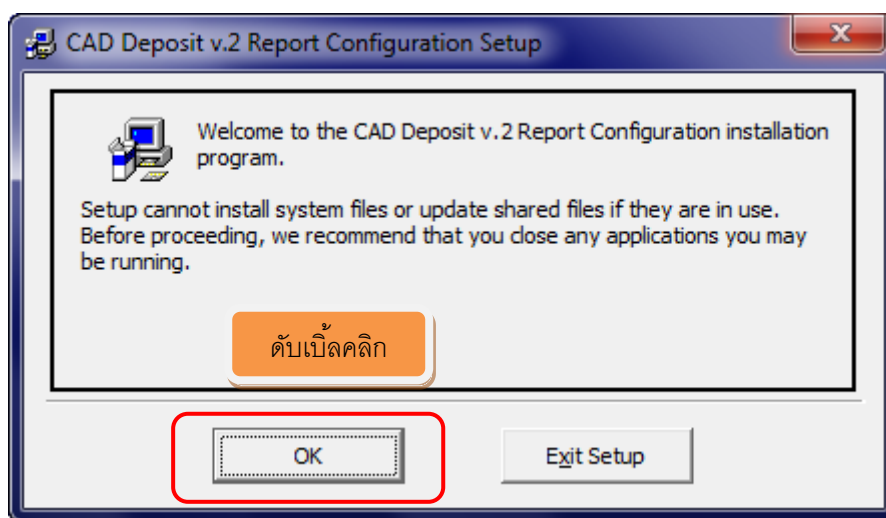 CAD Deposit v.2 Report Configuration Setup
Welcome to the CAD Deposit v.2 Report Configuration installation
program.
Setup cannot install system files or update shared files if they are in use.
Before proceeding, we recommend that you close any applications you may
be running.
ดับเบิ้ลคลิก
OK
Exit Setup